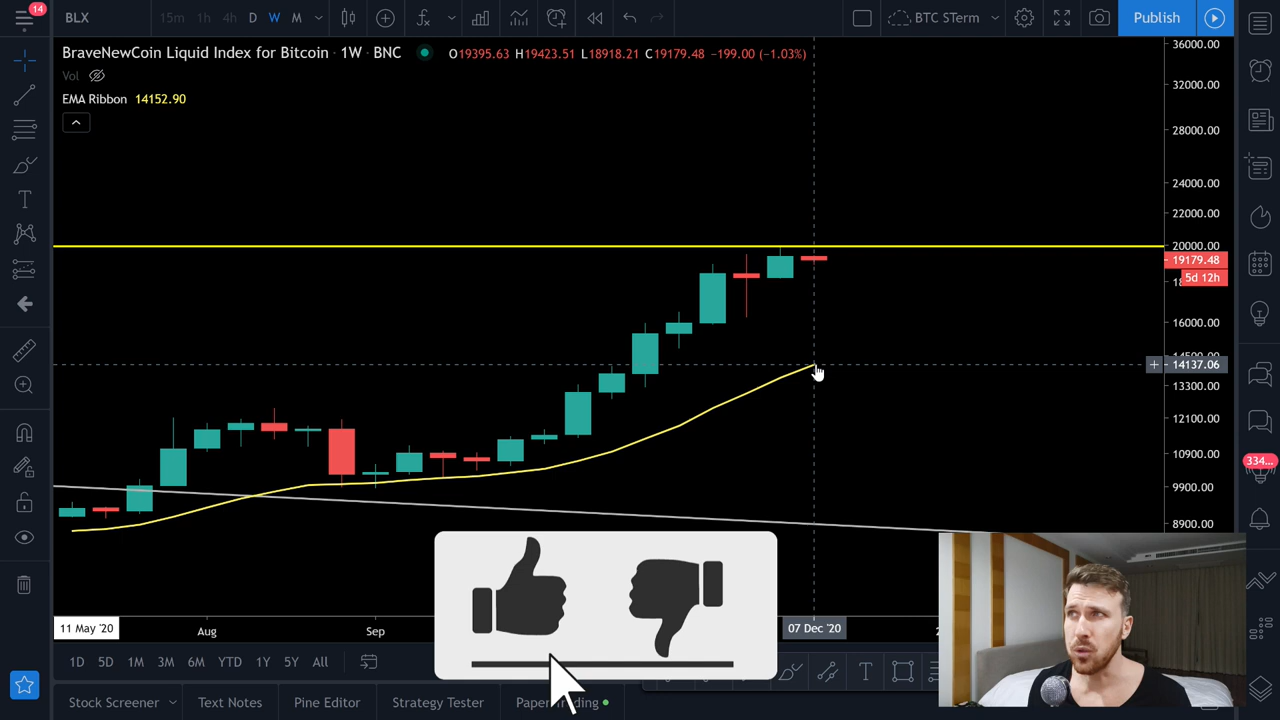 14
BLX
15m 1h 4h D W M
BTC STerm
Publish
BraveNewCoin Liquid Index for Bitcoin · 1W · BNC
O19395.63 H19423.51 L18918.21 C19179.48 −199.00 (−1.03%)
Vol
EMA Ribbon 14152.90
36000.00
32000.00
28000.00
24000.00
22000.00
20000.00
19179.48
5d 12h
16000.00
14137.06
13300.00
12100.00
10900.00
334...
9900.00
8900.00
11 May '20
Aug
Sep
07 Dec '20
1D 5D 1M 3M 6M YTD 1Y 5Y All
Stock Screener
Text Notes
Pine Editor
Strategy Tester